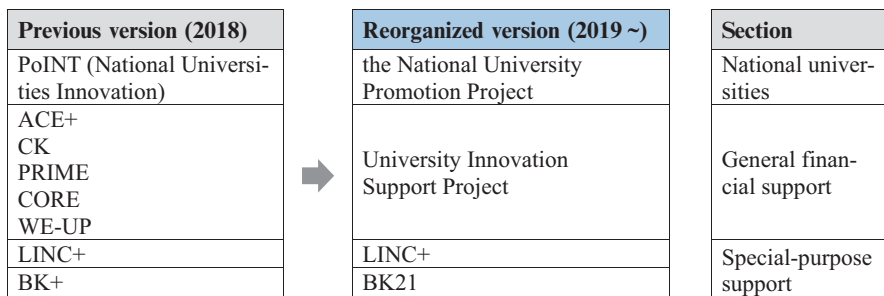 Previous version (2018)
PoINT (National Universi-
ties Innovation)
ACE+
CK
PRIME
CORE
WE-UP
LINC+
BK+
Reorganized version (2019 ~)
the National University
Promotion Project
University Innovation
Support Project
LINC+
BK21
Section
National univer-
sities
General finan-
cial support
Special-purpose
support